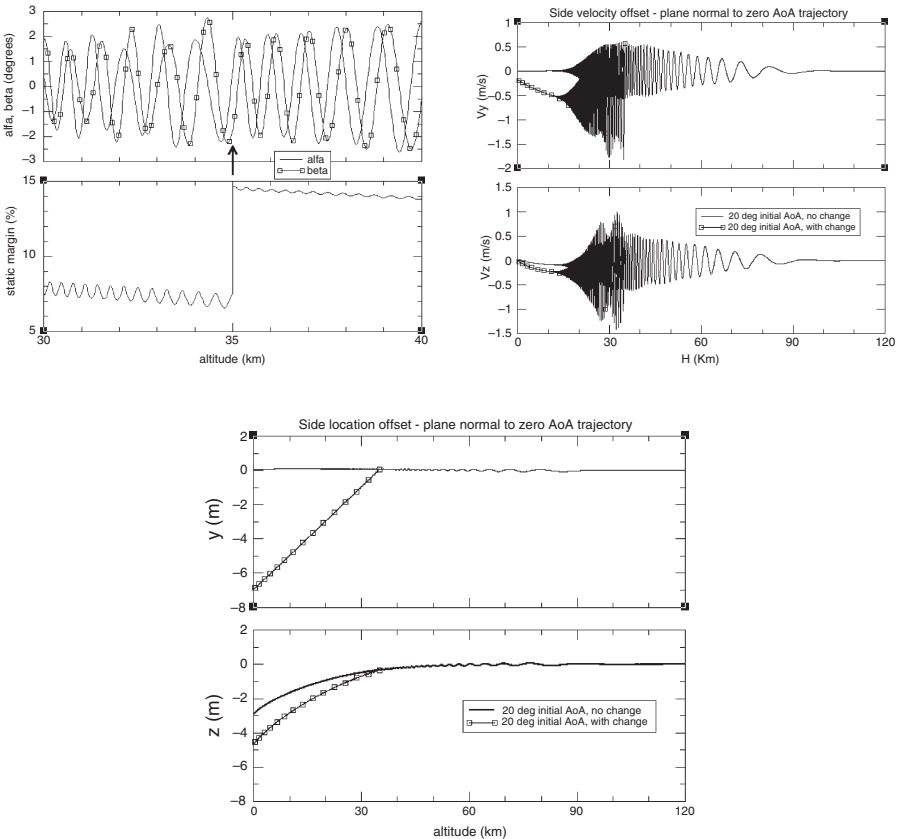 3
2
1
0
-1
-2
-3
alfa, beta (degrees)
alfa
beta
15
10
5
static margin (%)
30
35
40
altitude (km)
Side velocity offset - plane normal to zero AoA trajectory
1
0.5
0
-0.5
-1
-1.5
-2
Vy (m/s)
1.5
1
0.5
0
-0.5
-1
-1.5
Vz (m/s)
20 deg initial AoA, no change
20 deg initial AoA, with change
0
30
60
90
120
H (Km)
Side location offset - plane normal to zero AoA trajectory
2
0
-2
-4
-6
-8
y (m)
2
0
-2
-4
-6
-8
z (m)
20 deg initial AoA, no change
20 deg initial AoA, with change
0
30
60
90
120
altitude (km)